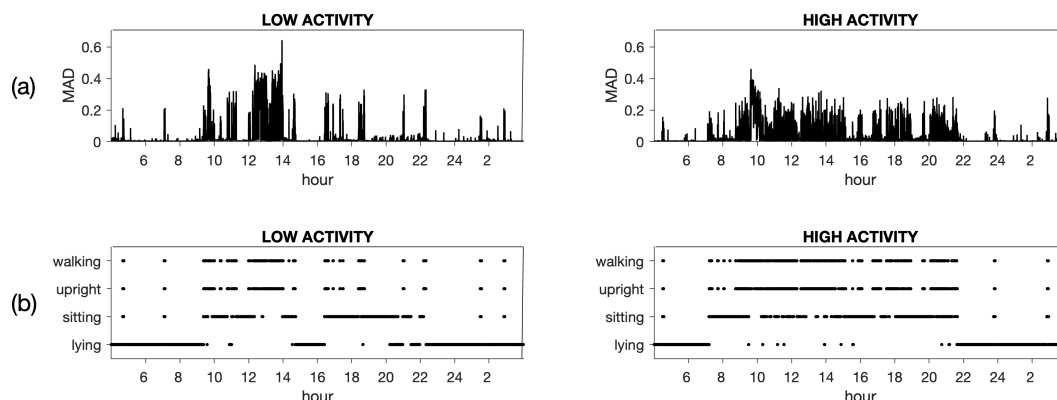 LOW ACTIVITY
HIGH ACTIVITY
(a)
MAD
0.6
0.4
0.2
0
6 8 10 12 14 16 18 20 22 24 2
hour
MAD
0.6
0.4
0.2
0
6 8 10 12 14 16 18 20 22 24 2
hour
LOW ACTIVITY
HIGH ACTIVITY
(b)
walking
upright
sitting
lying
6 8 10 12 14 16 18 20 22 24 2
hour
walking
upright
sitting
lying
6 8 10 12 14 16 18 20 22 24 2
hour